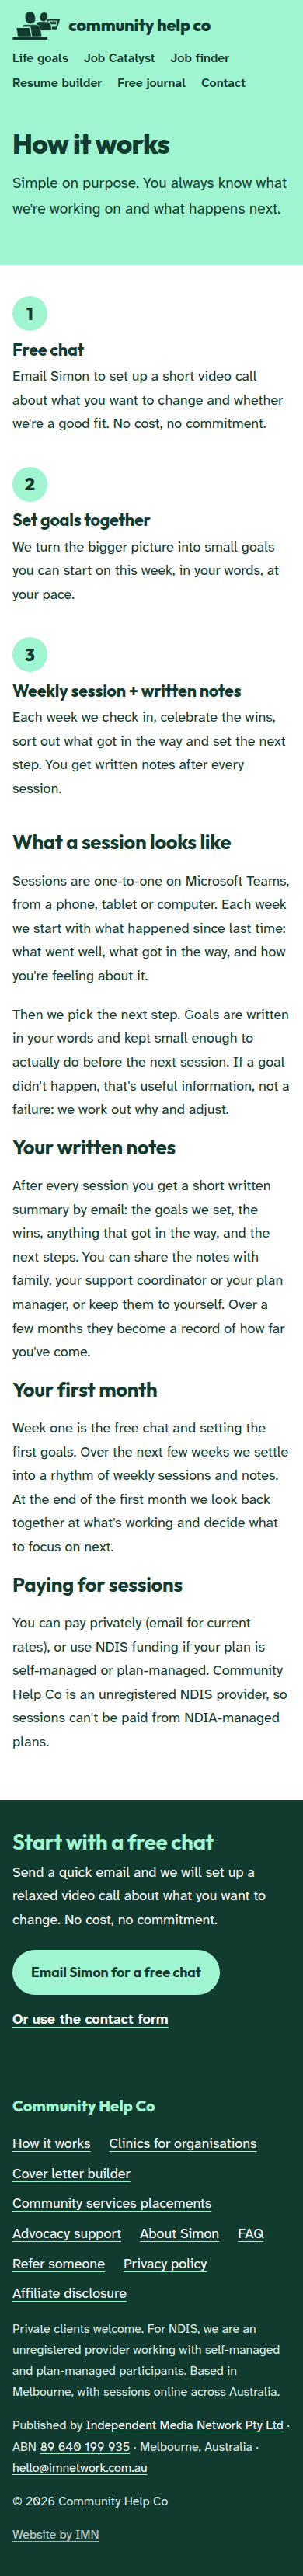 community help co
Life goals Job Catalyst Job finder
Resume builder Free journal Contact
How it works
Simple on purpose. You always know what
we're working on and what happens next.
1
Free chat
Email Simon to set up a short video call
about what you want to change and whether
we're a good fit. No cost, no commitment.
2
Set goals together
We turn the bigger picture into small goals
you can start on this week, in your words, at
your pace.
3
Weekly session + written notes
Each week we check in, celebrate the wins,
sort out what got in the way and set the next
step. You get written notes after every
session.
What a session looks like
Sessions are one-to-one on Microsoft Teams,
from a phone, tablet or computer. Each week
we start with what happened since last time:
what went well, what got in the way, and how
you're feeling about it.
Then we pick the next step. Goals are written
in your words and kept small enough to
actually do before the next session. If a goal
didn't happen, that's useful information, not a
failure: we work out why and adjust.
Your written notes
After every session you get a short written
summary by email: the goals we set, the
wins, anything that got in the way, and the
next steps. You can share the notes with
family, your support coordinator or your plan
manager, or keep them to yourself. Over a
few months they become a record of how far
you've come.
Your first month
Week one is the free chat and setting the
first goals. Over the next few weeks we settle
into a rhythm of weekly sessions and notes.
At the end of the first month we look back
together at what's working and decide what
to focus on next.
Paying for sessions
You can pay privately (email for current
rates), or use NDIS funding if your plan is
self-managed or plan-managed. Community
Help Co is an unregistered NDIS provider, so
sessions can't be paid from NDIA-managed
plans.
Start with a free chat
Send a quick email and we will set up a
relaxed video call about what you want to
change. No cost, no commitment.
Email Simon for a free chat
Or use the contact form
Community Help Co
How it works Clinics for organisations
Cover letter builder
Community services placements
Advocacy support About Simon FAQ
Refer someone Privacy policy
Affiliate disclosure
Private clients welcome. For NDIS, we are an
unregistered provider working with self-managed
and plan-managed participants. Based in
Melbourne, with sessions online across Australia.
Published by Independent Media Network Pty Ltd ·
ABN 89 640 199 935 · Melbourne, Australia ·
hello@imnetwork.com.au
© 2026 Community Help Co
Website by IMN